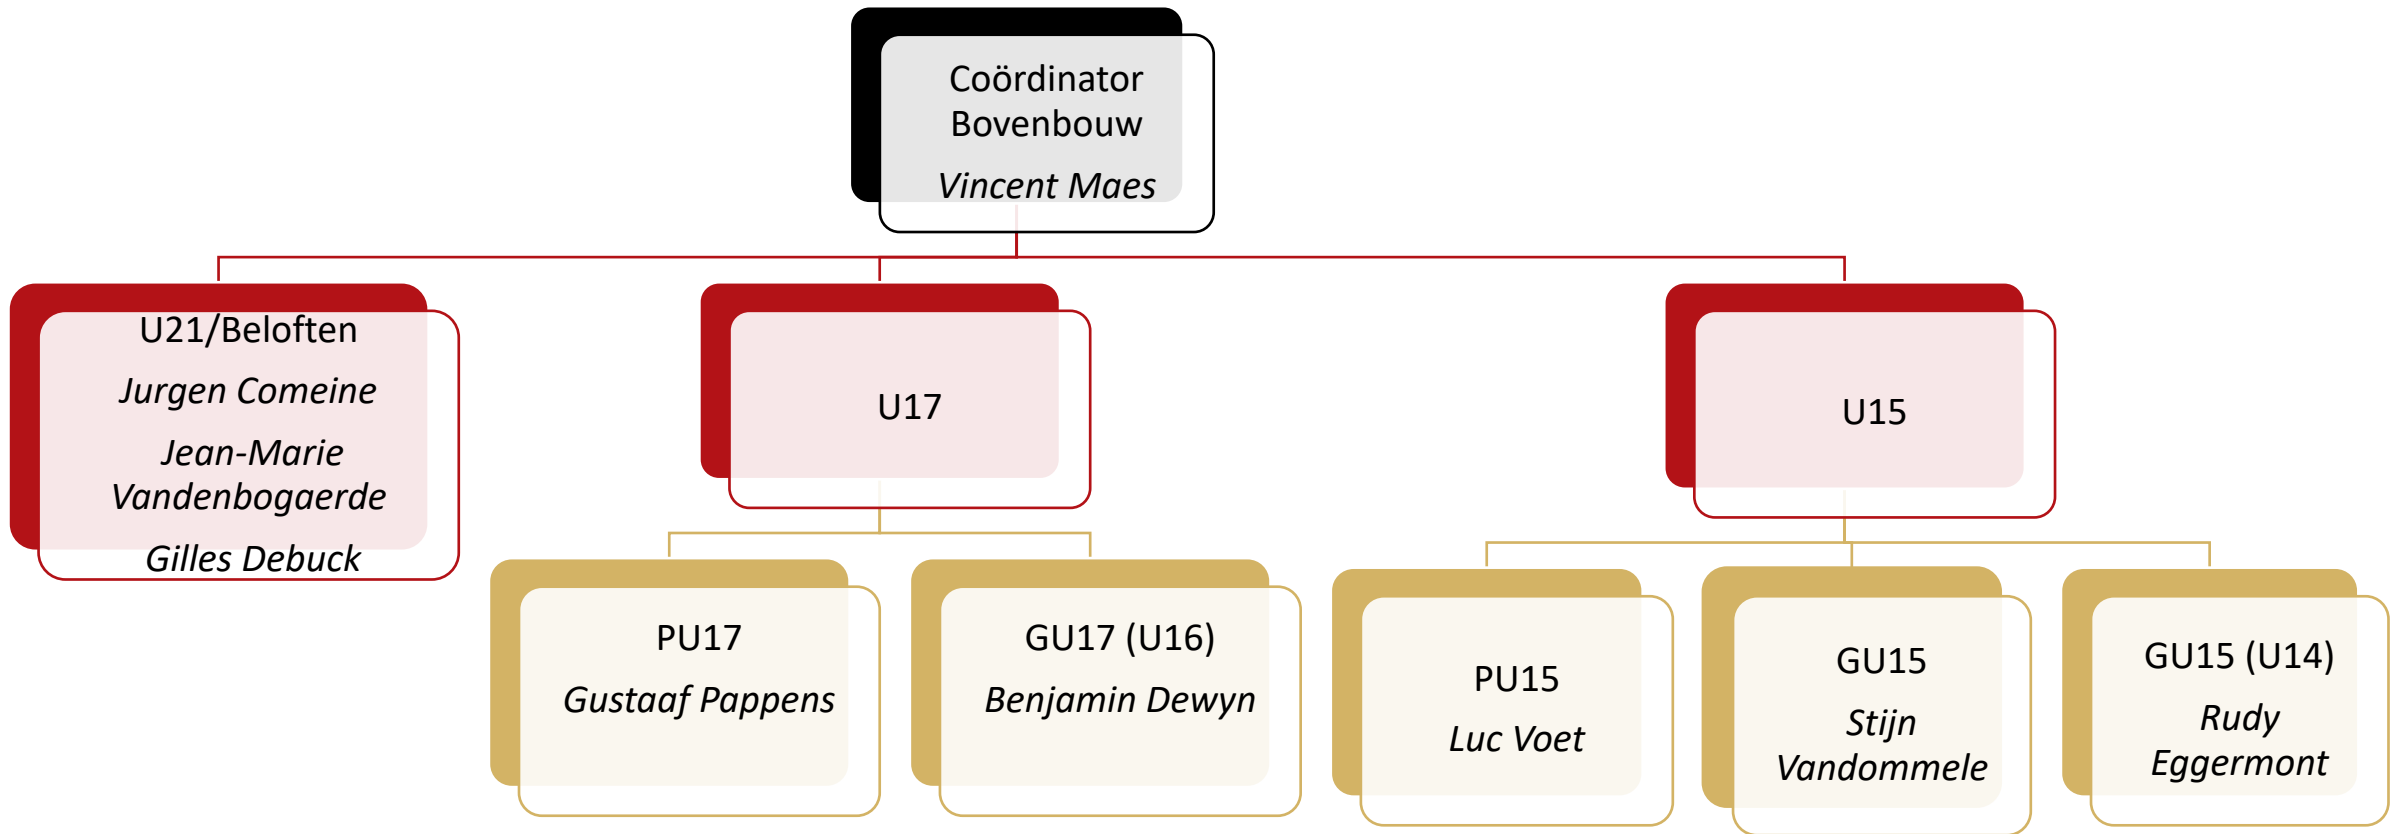 Coördinator
Bovenbouw
Vincent Maes
U21/Beloften
Jurgen Comeine
Jean-Marie
Vandenbogaerde
Gilles Debuck
U17
U15
PU17
Gustaaf Pappens
GU17 (U16)
Benjamin Dewyn
PU15
Luc Voet
GU15
Stijn
Vandommele
GU15 (U14)
Rudy
Eggermont